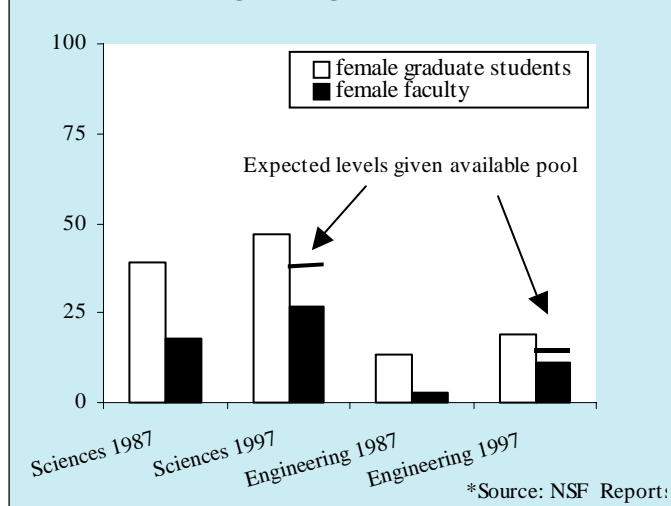 100
75
50
25
0
female graduate students
female faculty
Expected levels given available pool
Sciences 1987
Sciences 1997
Engineering 1987
Engineering 1997
*Source: NSF Reports